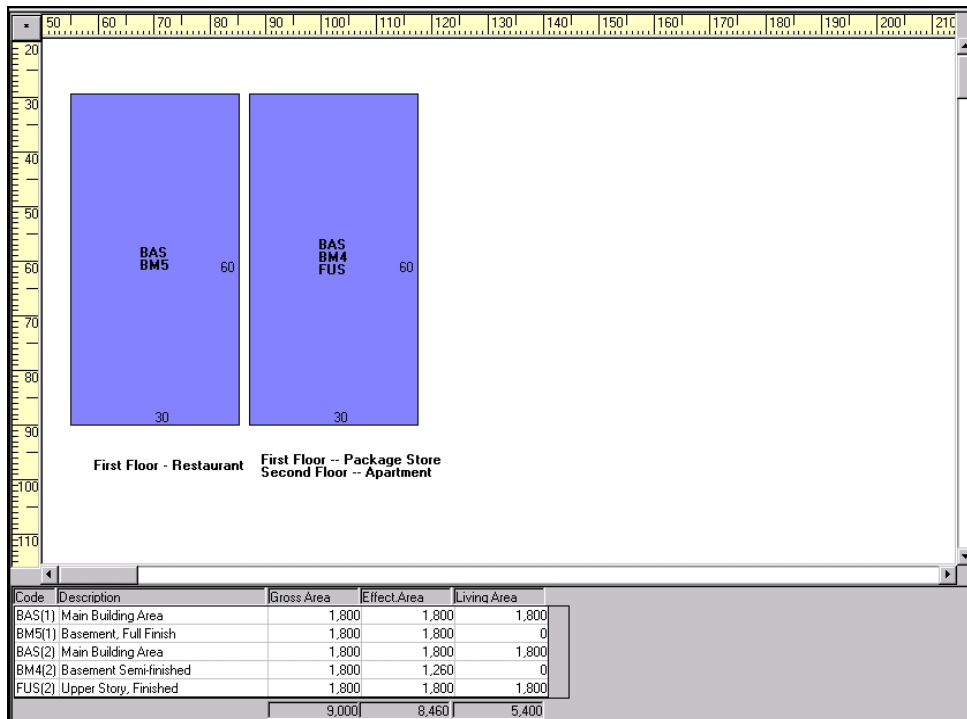 50 60 70 80 90 100 110 120 130 140 150 160 170 180 190 200 210
20
30
40
50
60
70
80
90
100
110
BAS
BM5
60
30
BAS
BM4
FUS
60
30
First Floor - Restaurant
First Floor -- Package Store
Second Floor -- Apartment
Code Description Gross Area Effect.Area Living Area
BAS(1) Main Building Area 1,800 1,800 1,800
BM5(1) Basement, Full Finish 1,800 1,800 0
BAS(2) Main Building Area 1,800 1,800 1,800
BM4(2) Basement Semi-finished 1,800 1,260 0
FUS(2) Upper Story, Finished 1,800 1,800 1,800
9,000 8,460 5,400